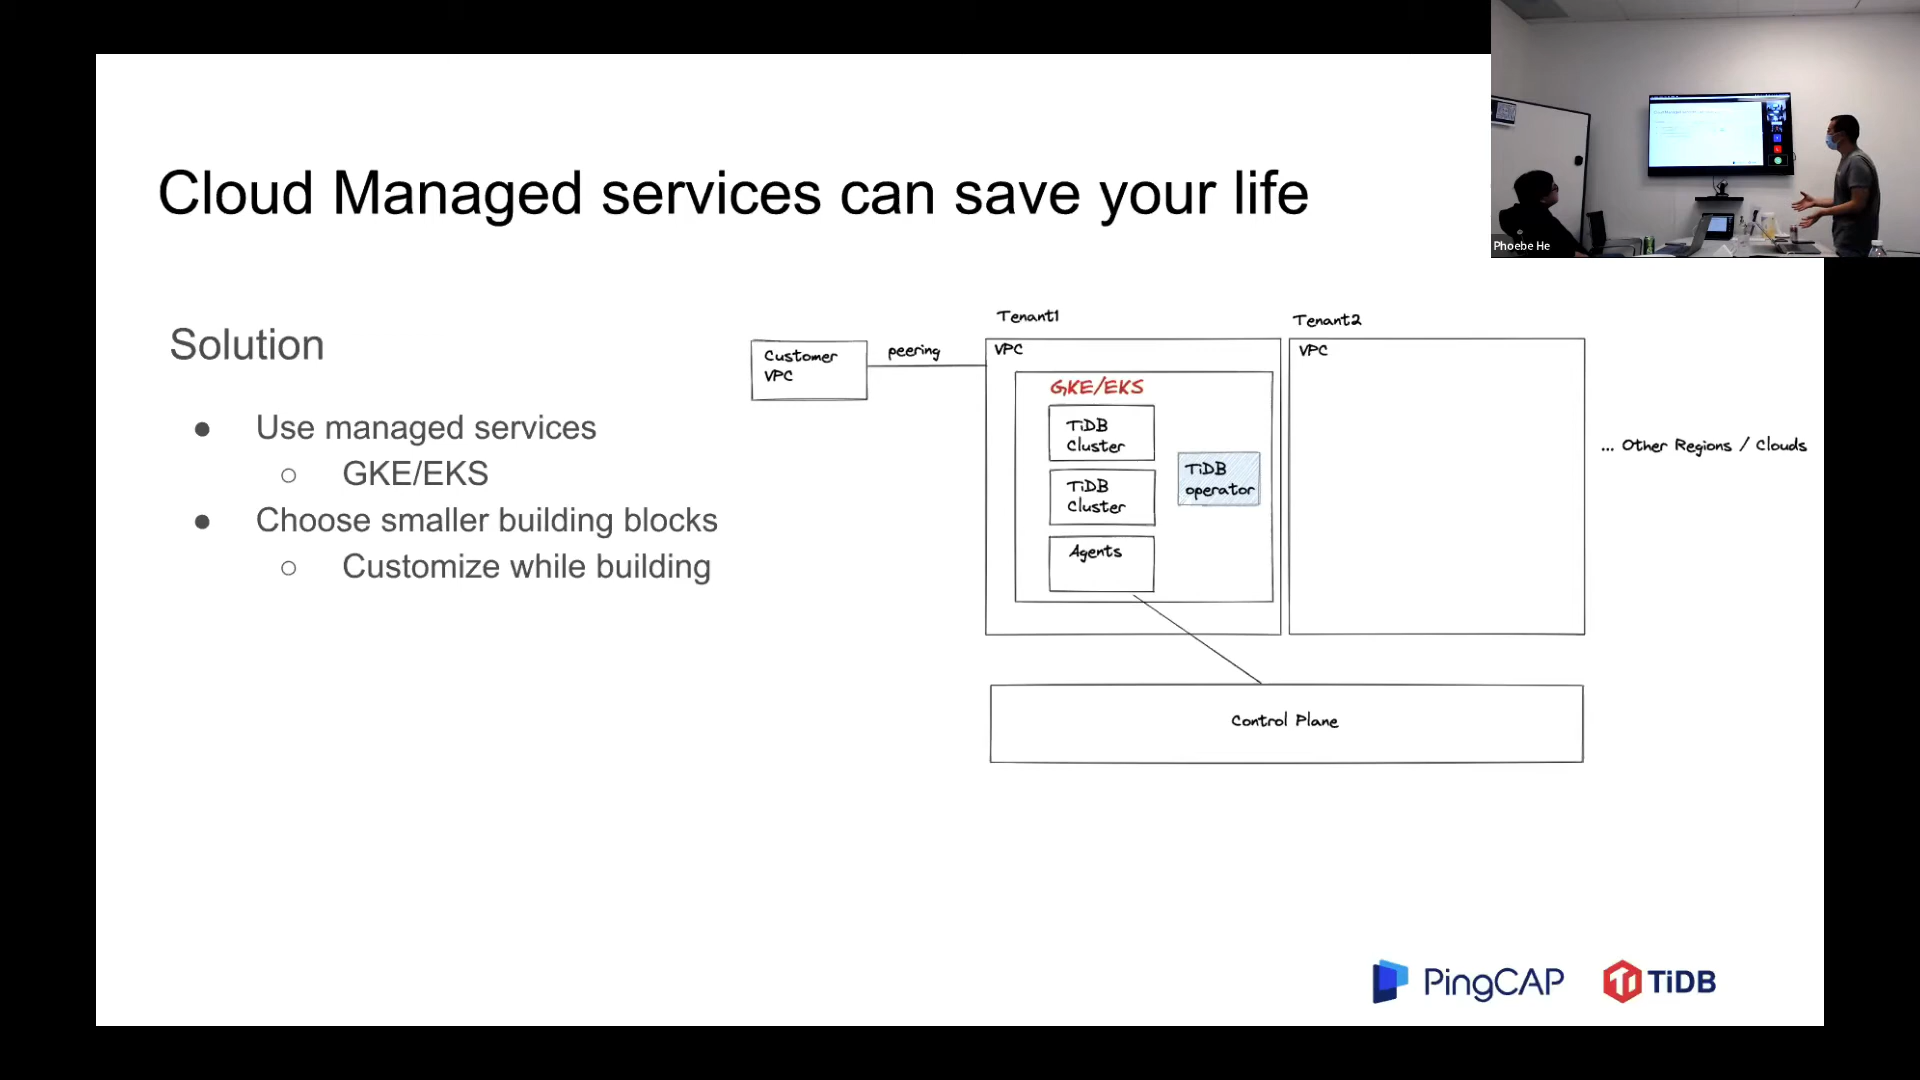 Cloud Managed services can save your life
Phoebe He
Solution
● Use managed services
○ GKE/EKS
● Choose smaller building blocks
○ Customize while building
Customer
VPC
peering
Tenant1
VPC
GKE/EKS
TiDB
Cluster
TiDB
Cluster
Agents
TiDB
operator
Tenant2
VPC
... Other Regions / Clouds
Control Plane
PingCAP
TiDB